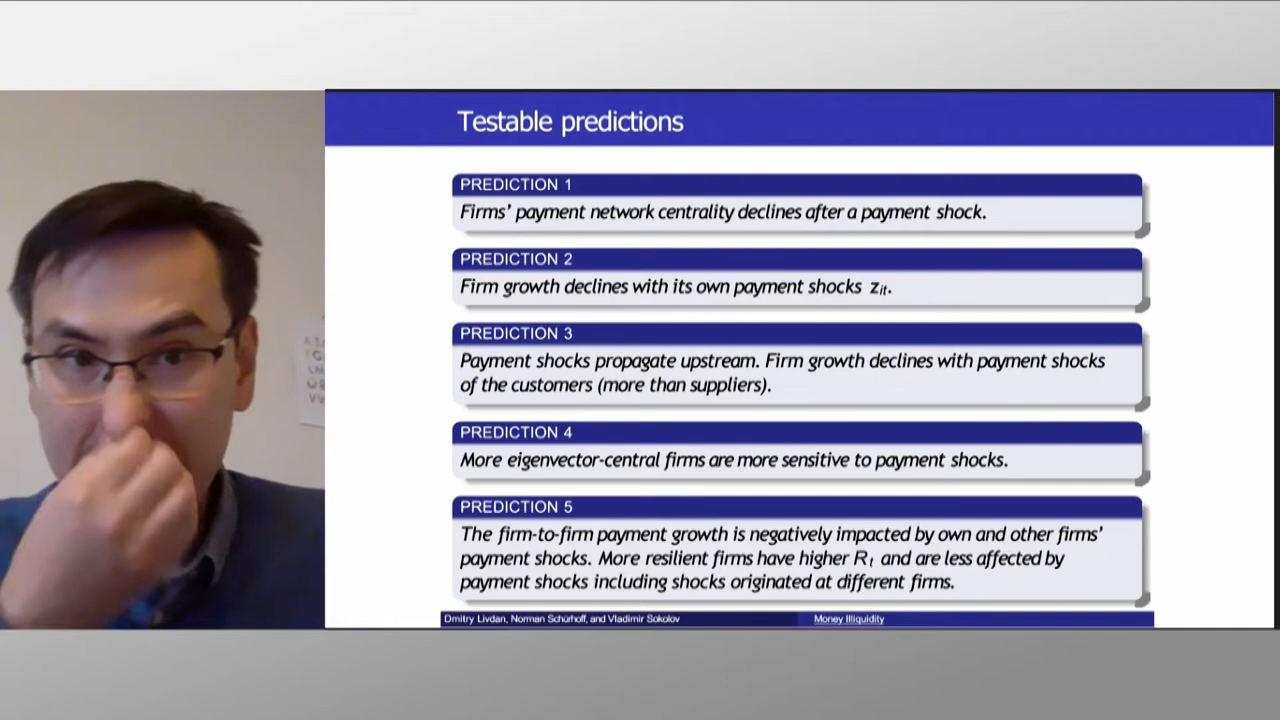 Testable predictions
PREDICTION 1
Firms' payment network centrality declines after a payment shock.
PREDICTION 2
Firm growth declines with its own payment shocks zit.
PREDICTION 3
Payment shocks propagate upstream. Firm growth declines with payment shocks
of the customers (more than suppliers).
PREDICTION 4
More eigenvector-central firms are more sensitive to payment shocks.
PREDICTION 5
The firm-to-firm payment growth is negatively impacted by own and other firms'
payment shocks. More resilient firms have higher Rt and are less affected by
payment shocks including shocks originated at different firms.
Dmitry Livdan, Norman Schürhoff, and Vladimir Sokolov
Money Illiquidity